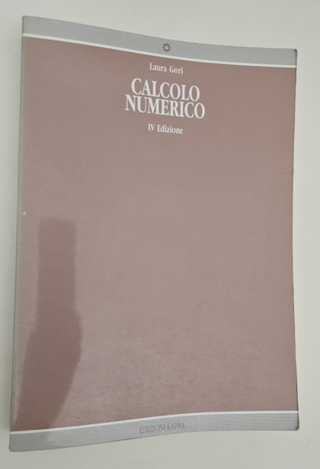 Laura Gori
CALCOLO
NUMERICO
IV Edizione
EDIZIONI KAPPA